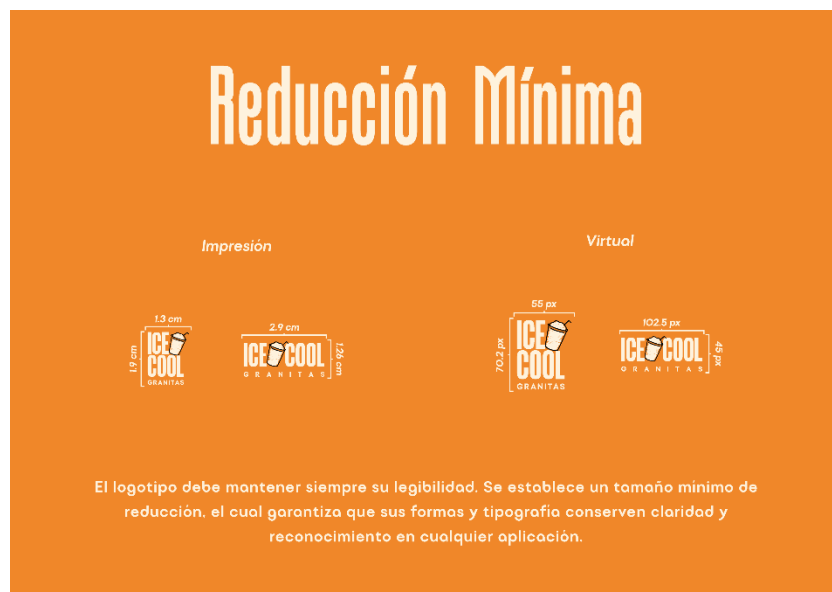 Reducción Mínima
Impresión
Virtual
1.3 cm
1.9 cm
ICE
COOL
GRANITAS
2.9 cm
1.26 cm
ICE COOL
GRANITAS
55 px
70.2 px
ICE
COOL
GRANITAS
102.5 px
45 px
ICE COOL
GRANITAS
El logotipo debe mantener siempre su legibilidad. Se establece un tamaño mínimo de
reducción, el cual garantiza que sus formas y tipografía conserven claridad y
reconocimiento en cualquier aplicación.